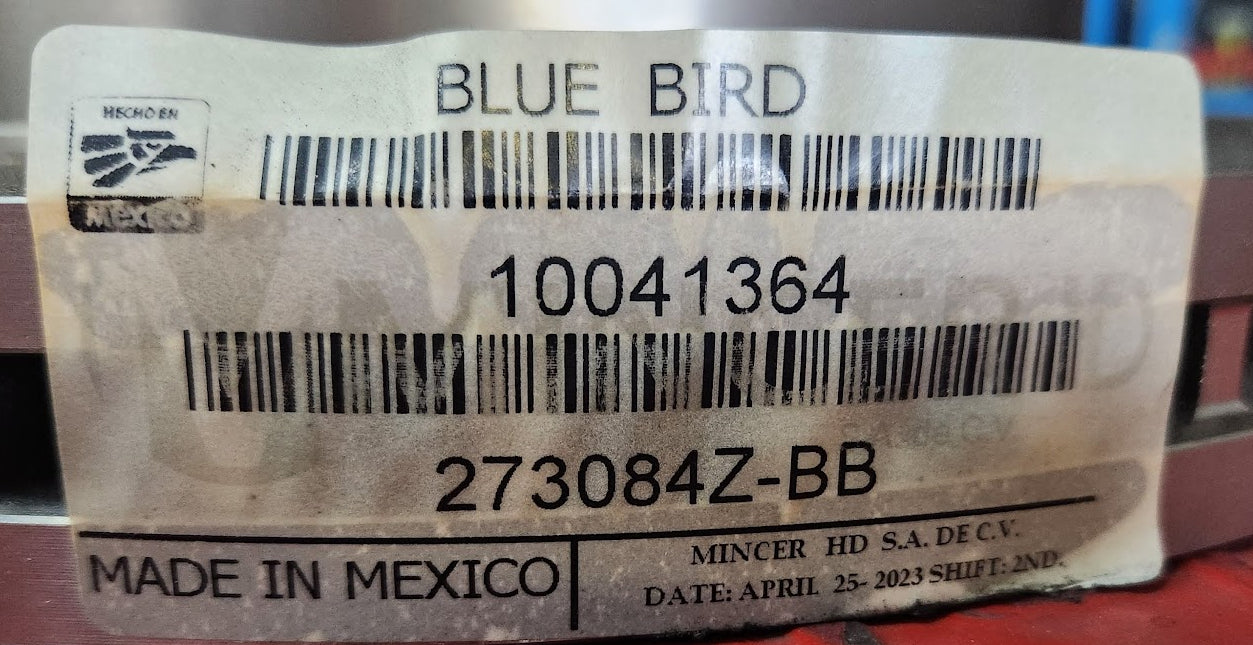 BLUE BIRD
HECHO EN
MEXICO
10041364
273084Z-BB
MADE IN MEXICO
MINCER HD S.A. DE C.V.
DATE: APRIL 25- 2023 SHIFT: 2ND.